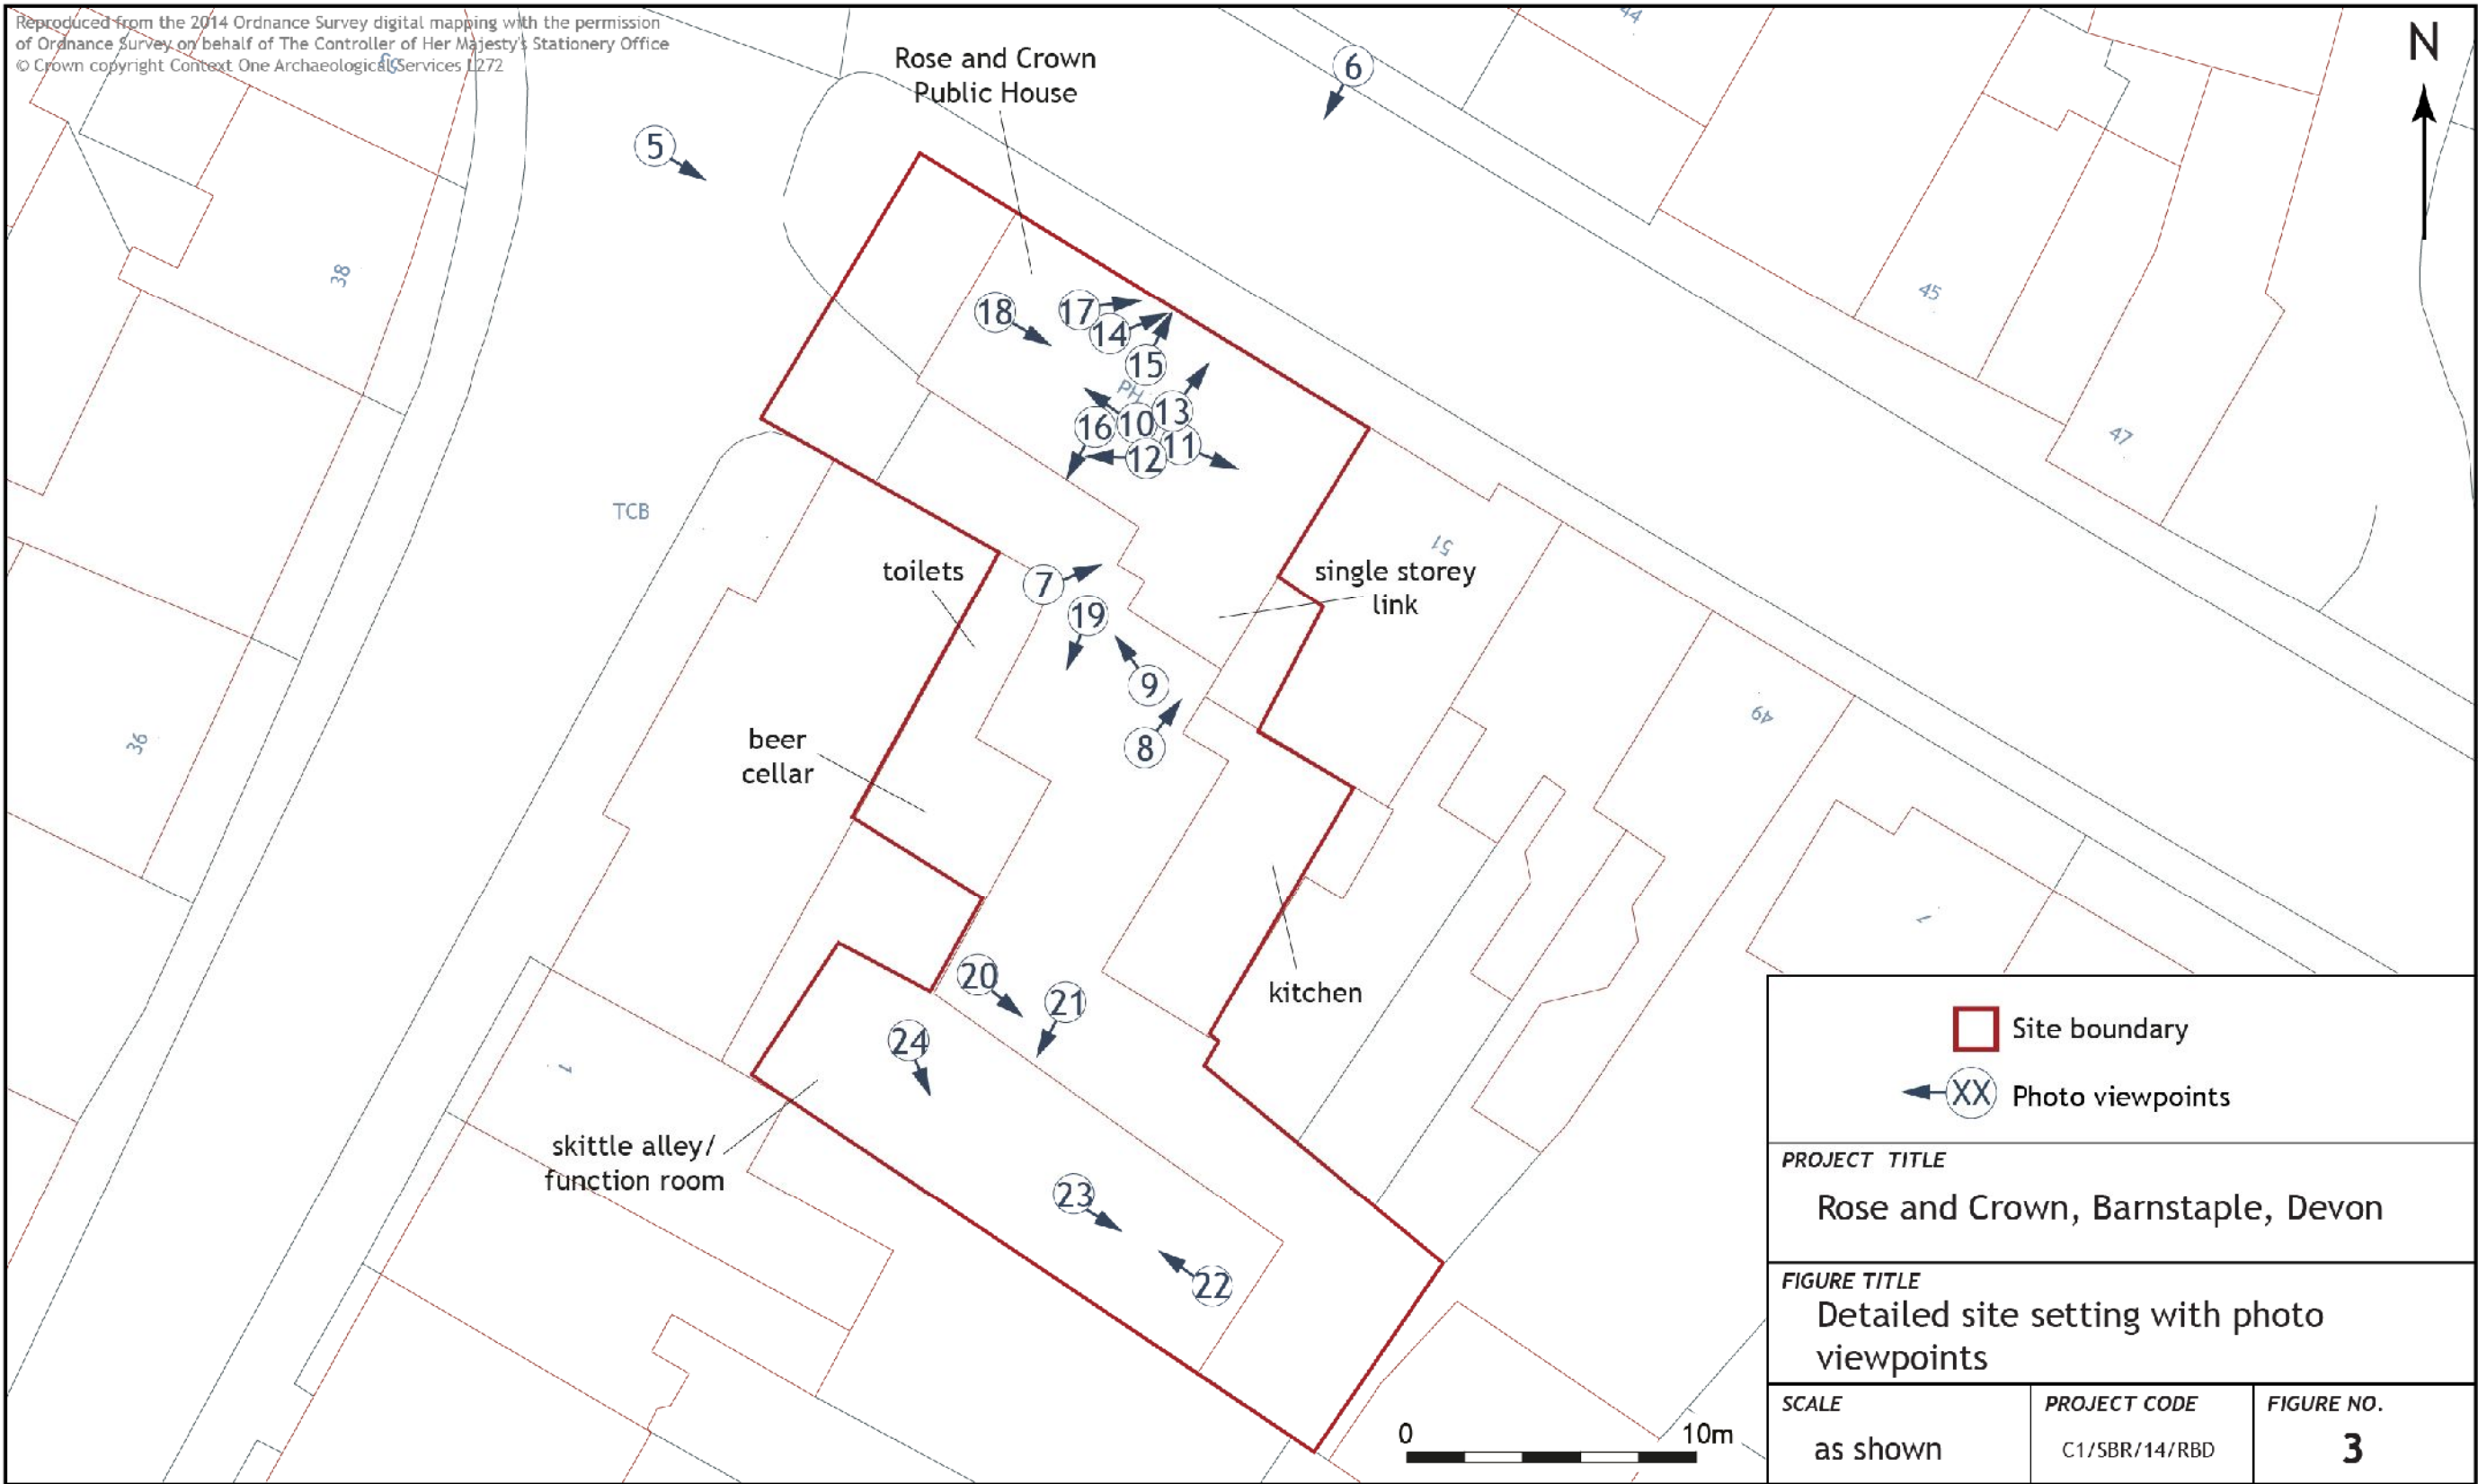 Reproduced from the 2014 Ordnance Survey digital mapping with the permission
of Ordnance Survey on behalf of The Controller of Her Majesty's Stationery Office
© Crown copyright Context One Archaeological Services L272
44
N
Rose and Crown
Public House
6
5
38
45
18
17
14
15
PH
16
10
13
12
11
47
TCB
51
toilets
7
single storey
link
19
9
8
49
36
beer
cellar
1
20
21
kitchen
24
1
skittle alley/
function room
23
22
0
10m
Site boundary
XX
Photo viewpoints
PROJECT TITLE
Rose and Crown, Barnstaple, Devon
FIGURE TITLE
Detailed site setting with photo
viewpoints
SCALE
as shown
PROJECT CODE
C1/SBR/14/RBD
FIGURE NO.
3